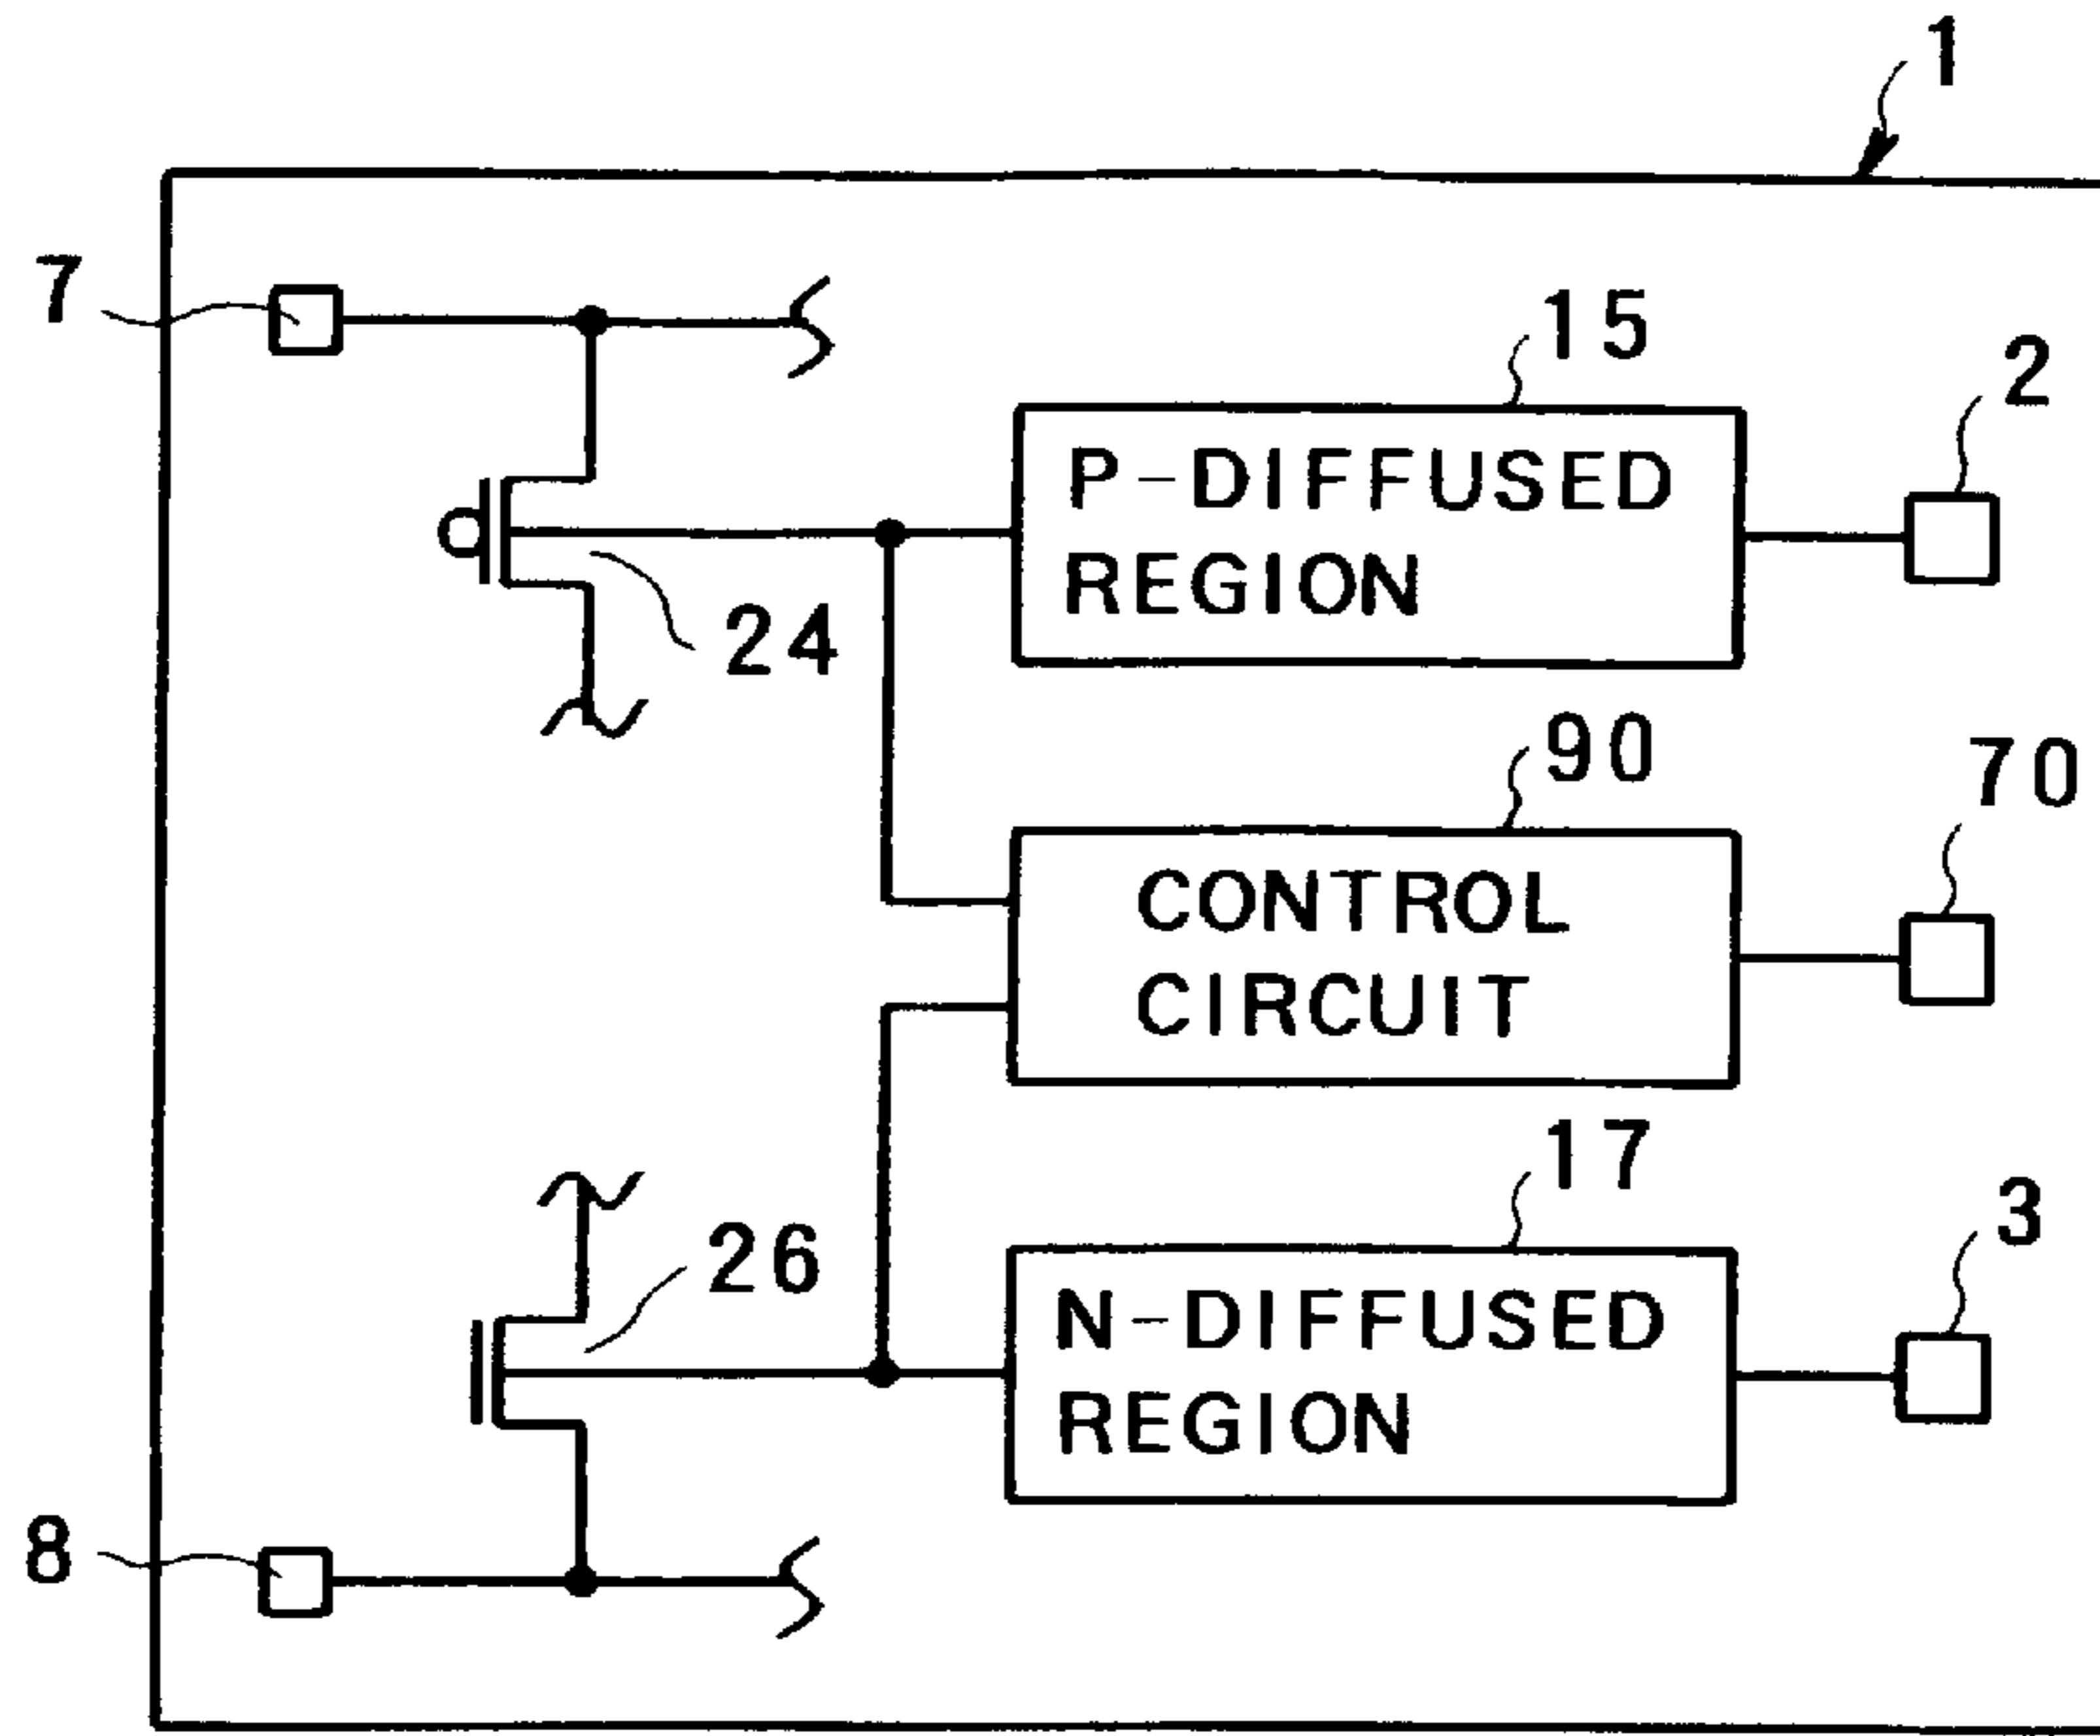 1
7
15
2
P-DIFFUSED
REGION
24
90
70
CONTROL
CIRCUIT
17
3
26
N-DIFFUSED
REGION
8